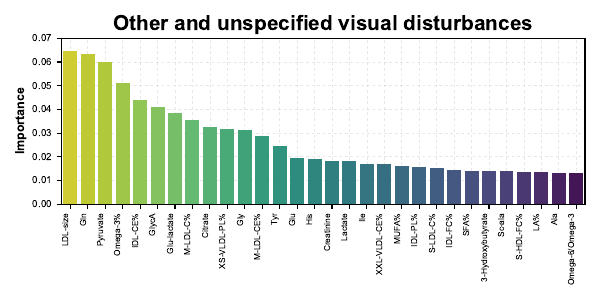 Other and unspecified visual disturbances
Importance
0.07
0.06
0.05
0.04
0.03
0.02
0.01
0.00
LDL-size
Gln
Pyruvate
Omega-3%
IDL-CE%
GlycA
Glu-lactate
M-LDL-C%
Citrate
XS-VLDL-PL%
Gly
M-LDL-CE%
Tyr
Glu
His
Creatinine
Lactate
Ile
XXL-VLDL-CE%
MUFA%
IDL-PL%
S-LDL-C%
IDL-FC%
SFA%
3-Hydroxybutyrate
S-HDL-FC%
LA%
Ala
Omega-6/Omega-3